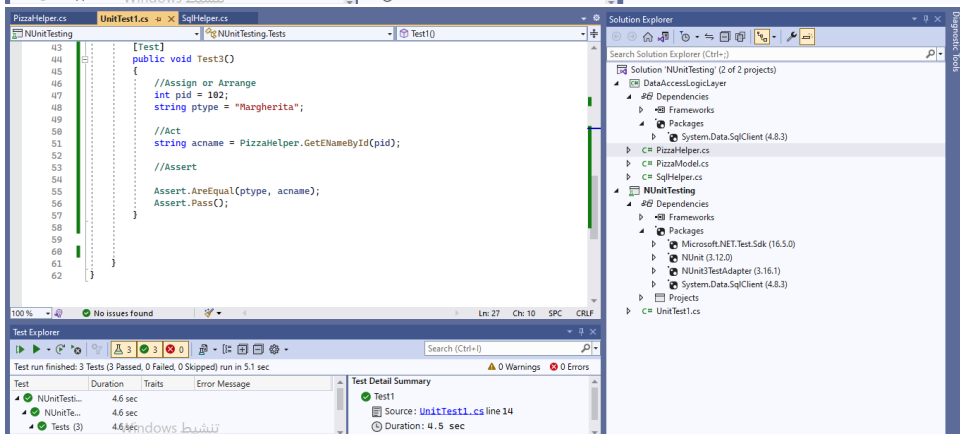 PizzaHelper.cs
UnitTest1.cs
SqlHelper.cs
NUnitTesting
NUnitTesting.Tests
Test1()
43 [Test]
44 public void Test3()
45 {
46 //Assign or Arrange
47 int pid = 102;
48 string ptype = "Margherita";
49
50 //Act
51 string acname = PizzaHelper.GetENameById(pid);
52
53 //Assert
54
55 Assert.AreEqual(ptype, acname);
56 Assert.Pass();
57 }
58
59
60
61 }
62 }
100 % No issues found Ln: 27 Ch: 10 SPC CRLF
Test Explorer
3 3 0 Search (Ctrl+I)
Test run finished: 3 Tests (3 Passed, 0 Failed, 0 Skipped) run in 5.1 sec 0 Warnings 0 Errors
Test Duration Traits Error Message
NUnitTesti... 4.6 sec
NUnitTe... 4.6 sec
Tests (3) 4.6 sec
تنشيط Windows
Test Detail Summary
Test1
Source: UnitTest1.cs line 14
Duration: 4.5 sec
Solution Explorer
Search Solution Explorer (Ctrl+;)
Solution 'NUnitTesting' (2 of 2 projects)
DataAccessLogicLayer
Dependencies
Frameworks
Packages
System.Data.SqlClient (4.8.3)
C# PizzaHelper.cs
C# PizzaModel.cs
C# SqlHelper.cs
NUnitTesting
Dependencies
Frameworks
Packages
Microsoft.NET.Test.Sdk (16.5.0)
NUnit (3.12.0)
NUnit3TestAdapter (3.16.1)
System.Data.SqlClient (4.8.3)
Projects
C# UnitTest1.cs
Diagnostic Tools